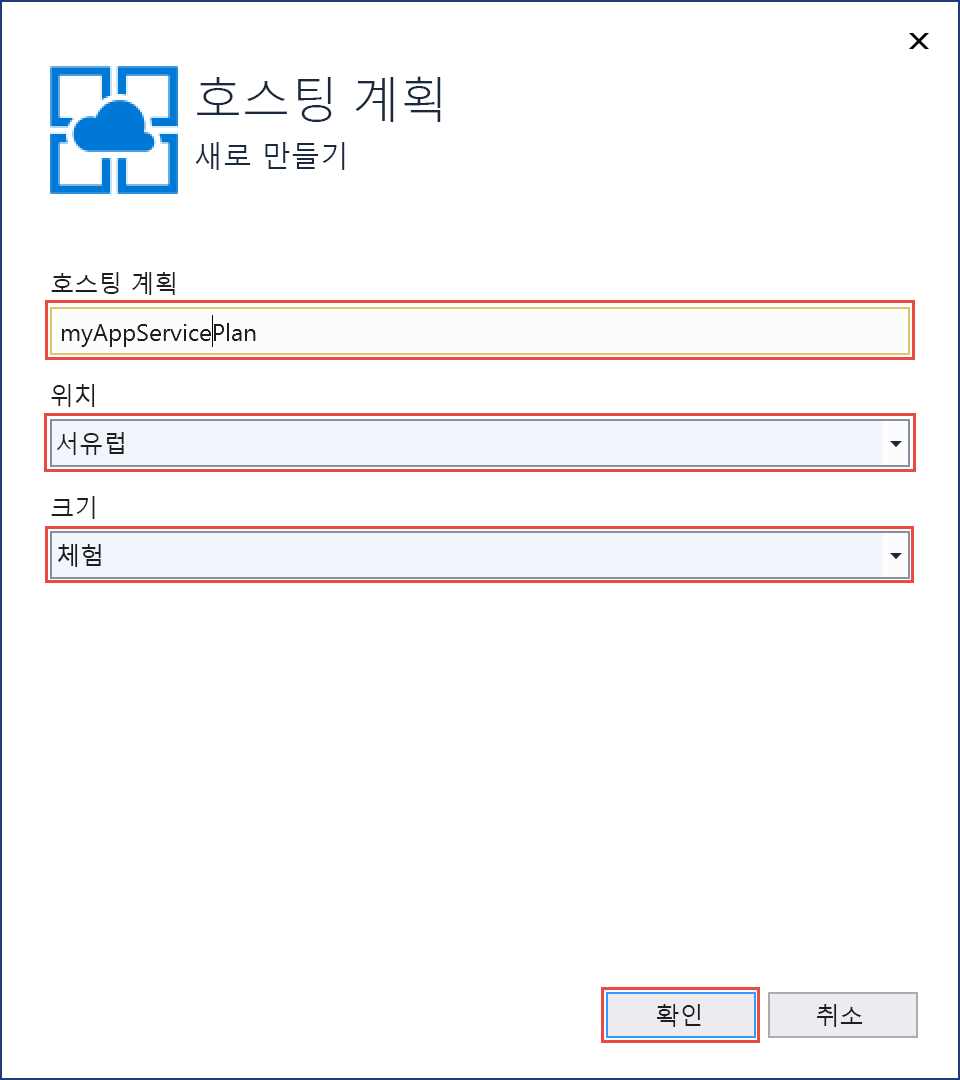 호스팅 계획
새로 만들기
호스팅 계획
myAppServicePlan
위치
서유럽
크기
체험
확인
취소